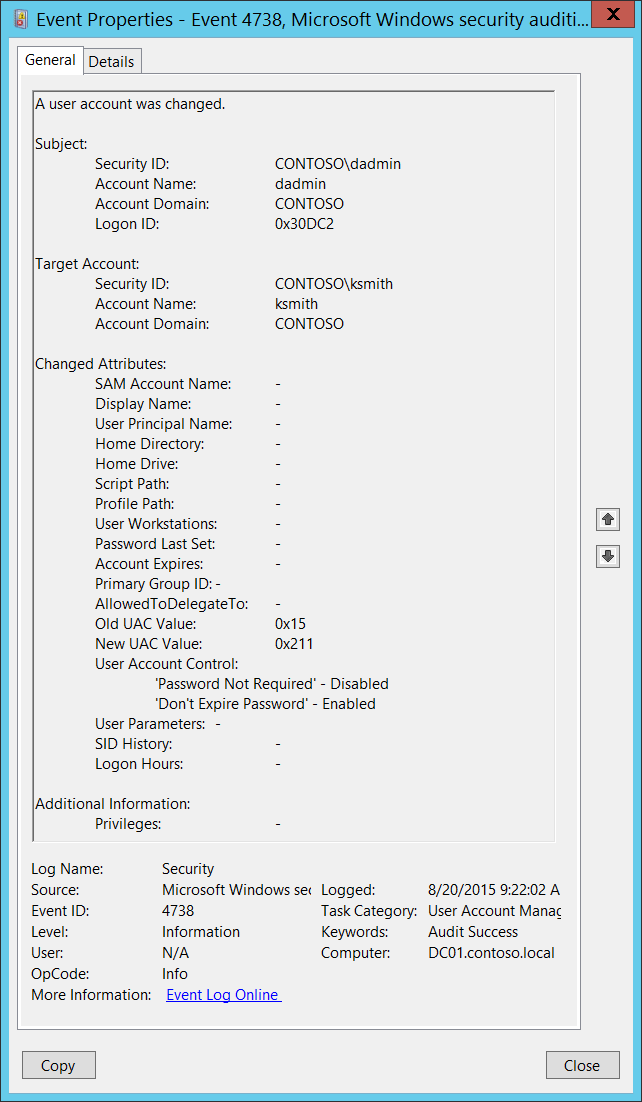 Event Properties - Event 4738, Microsoft Windows security auditi...
X
General
Details
A user account was changed.
Subject:
Security ID: CONTOSO\dadmin
Account Name: dadmin
Account Domain: CONTOSO
Logon ID: 0x30DC2
Target Account:
Security ID: CONTOSO\ksmith
Account Name: ksmith
Account Domain: CONTOSO
Changed Attributes:
SAM Account Name: -
Display Name: -
User Principal Name: -
Home Directory: -
Home Drive: -
Script Path: -
Profile Path: -
User Workstations: -
Password Last Set: -
Account Expires: -
Primary Group ID: -
AllowedToDelegateTo: -
Old UAC Value: 0x15
New UAC Value: 0x211
User Account Control:
'Password Not Required' - Disabled
'Don't Expire Password' - Enabled
User Parameters: -
SID History: -
Logon Hours: -
Additional Information:
Privileges: -
Log Name: Security
Source: Microsoft Windows sec Logged: 8/20/2015 9:22:02 A
Event ID: 4738 Task Category: User Account Manag
Level: Information Keywords: Audit Success
User: N/A Computer: DC01.contoso.local
OpCode: Info
More Information: Event Log Online
Copy
Close